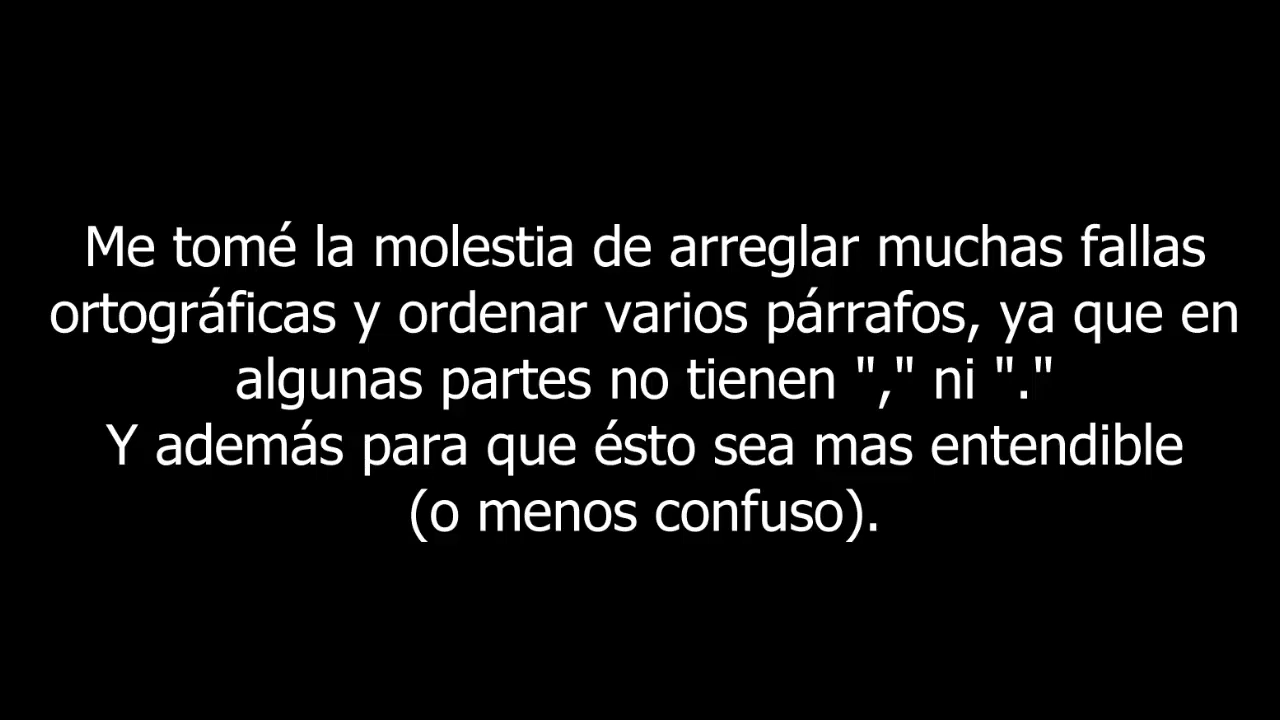 Me tomé la molestia de arreglar muchas fallas
ortográficas y ordenar varios párrafos, ya que en
algunas partes no tienen "," ni "."
Y además para que ésto sea mas entendible
(o menos confuso).